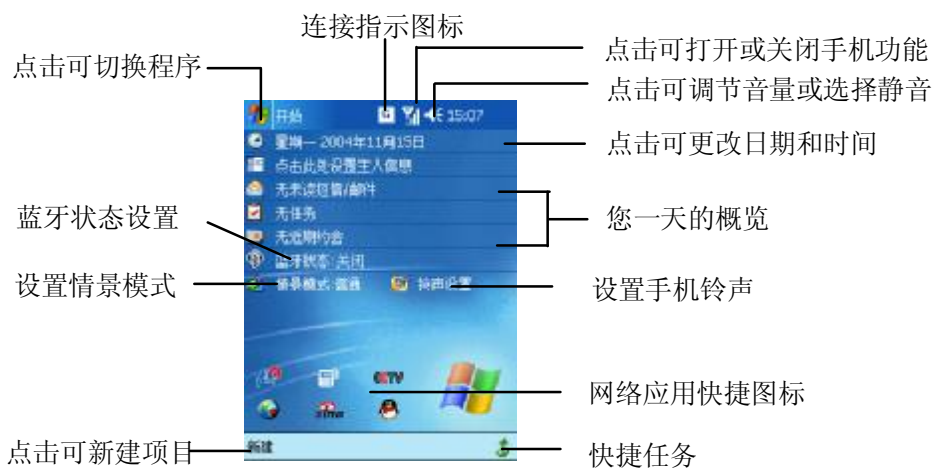 连接指示图标
点击可打开或关闭手机功能
点击可切换程序
点击可调节音量或选择静音
开始 15:07
星期一 2004年11月15日
点击可更改日期和时间
点击此处设置主人信息
无未读短信/邮件
无任务
蓝牙状态设置
您一天的概览
无近期约会
蓝牙状态:关闭
设置情景模式
情景模式:普通 铃声设置
设置手机铃声
CCTV
sina
网络应用快捷图标
点击可新建项目
新建
快捷任务